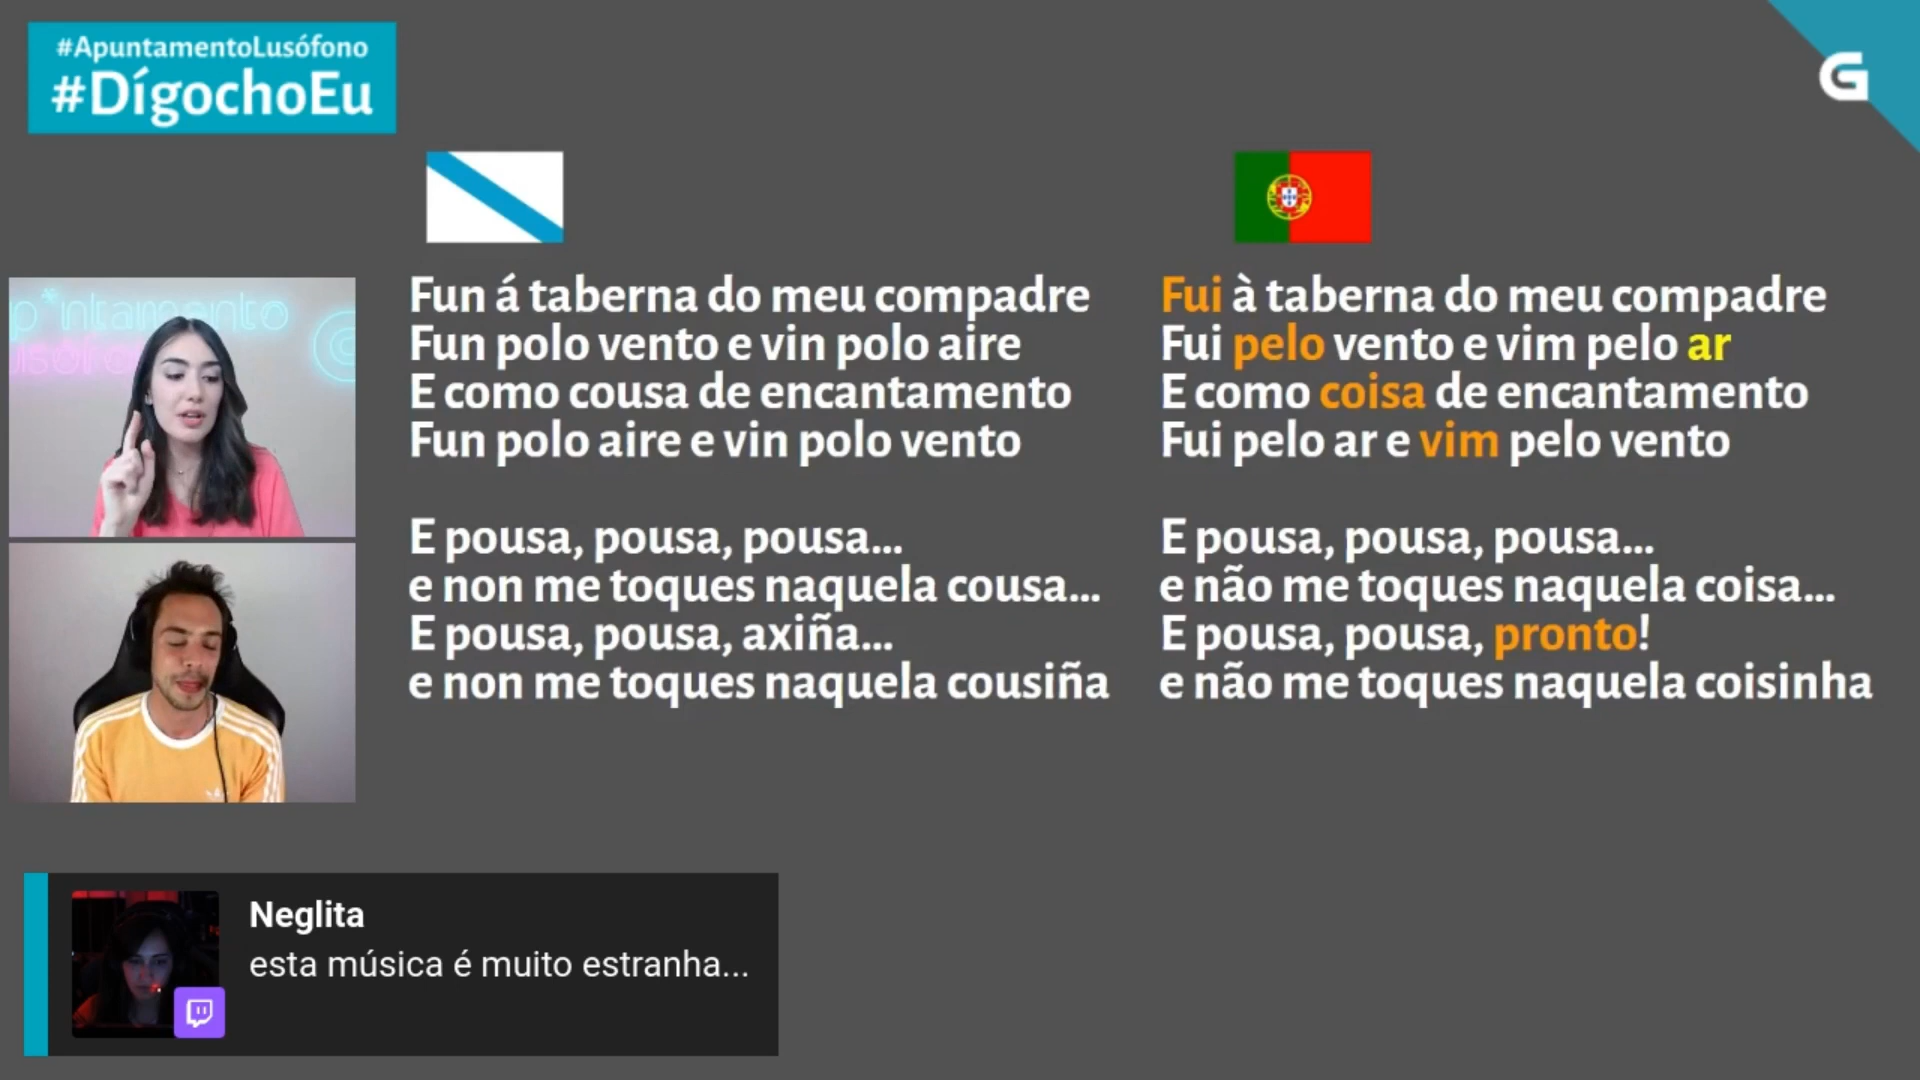 #ApuntamentoLusófono
#DígochoEu
G
Fun á taberna do meu compadre
Fun polo vento e vin polo aire
E como cousa de encantamento
Fun polo aire e vin polo vento
E pousa, pousa, pousa...
e non me toques naquela cousa...
E pousa, pousa, axiña...
e non me toques naquela cousiña
Fui à taberna do meu compadre
Fui pelo vento e vim pelo ar
E como coisa de encantamento
Fui pelo ar e vim pelo vento
E pousa, pousa, pousa...
e não me toques naquela coisa...
E pousa, pousa, pronto!
e não me toques naquela coisinha
Neglita
esta música é muito estranha...